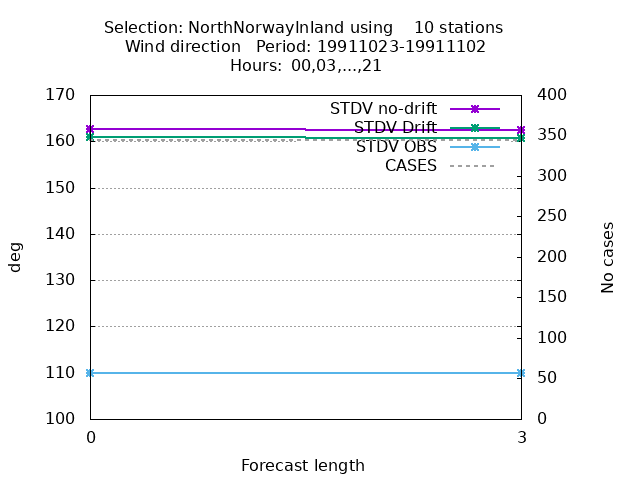 Selection: NorthNorwayInland using    10 stations
Wind direction   Period: 19911023-19911102
Hours:  00,03,...,21
170
160
150
140
130
120
110
100
400
350
300
250
200
150
100
50
0
STDV no-drift
STDV Drift
STDV OBS
CASES
deg
No cases
0
3
Forecast length